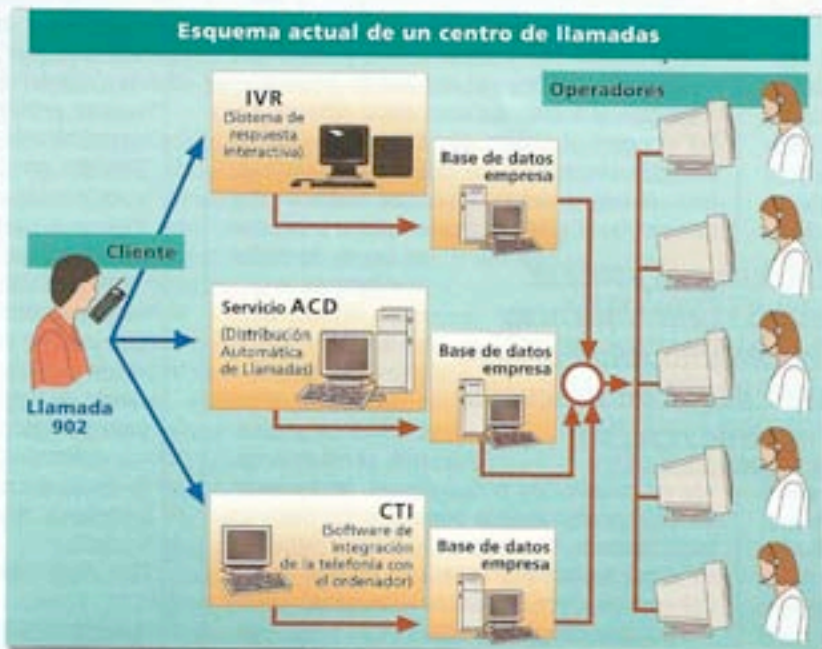 Esquema actual de un centro de llamadas
IVR
(Sistema de
respuesta
interactiva)
Operadores
Base de datos
empresa
Cliente
Llamada
902
Servicio ACD
(Distribución
Automática
de Llamadas)
Base de datos
empresa
CTI
(Software de
integración
de la telefonía con
el ordenador)
Base de datos
empresa